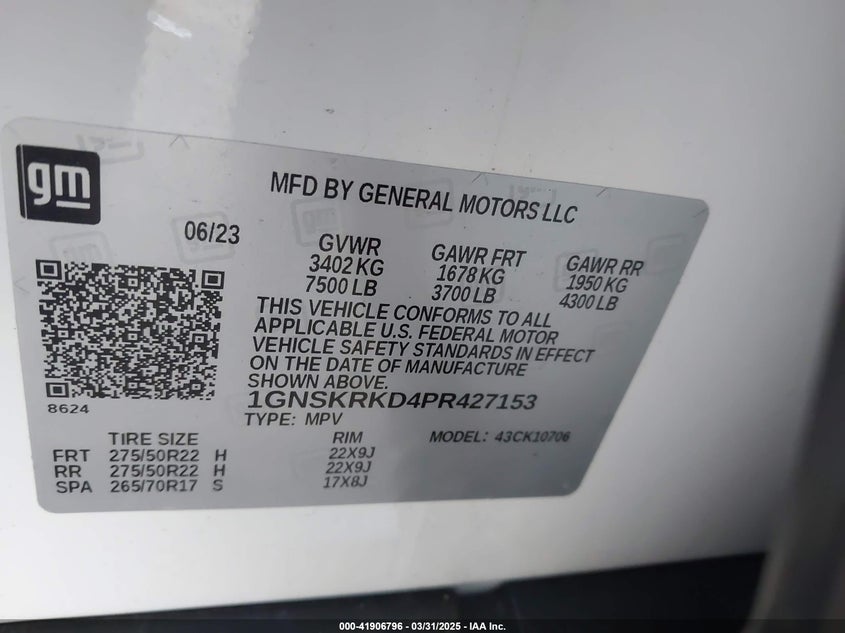 gm
MFD BY GENERAL MOTORS LLC
06/23
GVWR GAWR FRT GAWR RR
3402 KG 1678 KG 1950 KG
7500 LB 3700 LB 4300 LB
THIS VEHICLE CONFORMS TO ALL
APPLICABLE U.S. FEDERAL MOTOR
VEHICLE SAFETY STANDARDS IN EFFECT
ON THE DATE OF MANUFACTURE
SHOWN ABOVE.
8624
1GNSKRKD4PR427153
TYPE: MPV MODEL: 43CK10706
TIRE SIZE RIM
FRT 275/50R22 H 22X9J
RR 275/50R22 H 22X9J
SPA 265/70R17 S 17X8J
000-41906796 - 03/31/2025 - IAA Inc.